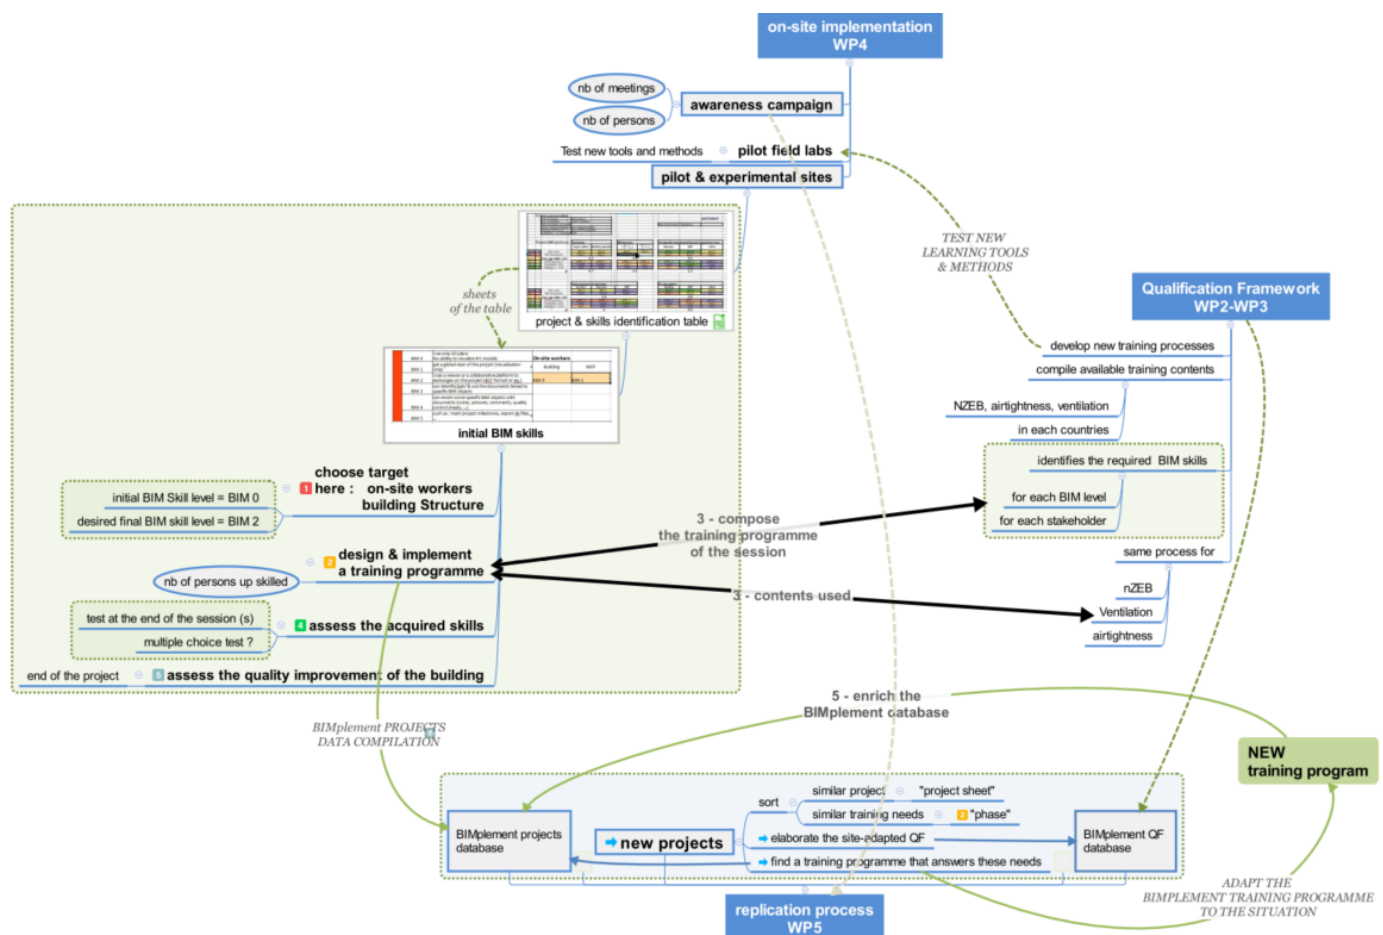 on-site implementation
WP4
nb of meetings
nb of persons
awareness campaign
Test new tools and methods
pilot field labs
pilot & experimental sites
TEST NEW
LEARNING TOOLS
& METHODS
sheets
of the table
project & skills identification table
On-site workers
initial BIM skills
Qualification Framework
WP2-WP3
develop new training processes
compile available training contents
NZEB, airtightness, ventilation
in each countries
identifies the required BIM skills
for each BIM level
for each stakeholder
same process for
nZEB
Ventilation
airtightness
choose target
1 here : on-site workers
building Structure
initial BIM Skill level = BIM 0
desired final BIM skill level = BIM 2
3 - compose
the training programme
of the session
2 design & implement
a training programme
nb of persons up skilled
3 - contents used
test at the end of the session (s)
multiple choice test ?
4 assess the acquired skills
end of the project
5 assess the quality improvement of the building
BIMplement PROJECTS
DATA COMPILATION
5 - enrich the
BIMplement database
NEW
training program
BIMplement projects
database
new projects
sort
similar project
"project sheet"
similar training needs
2 "phase"
elaborate the site-adapted QF
find a training programme that answers these needs
BIMplement QF
database
ADAPT THE
BIMPLEMENT TRAINING PROGRAMME
TO THE SITUATION
replication process
WP5